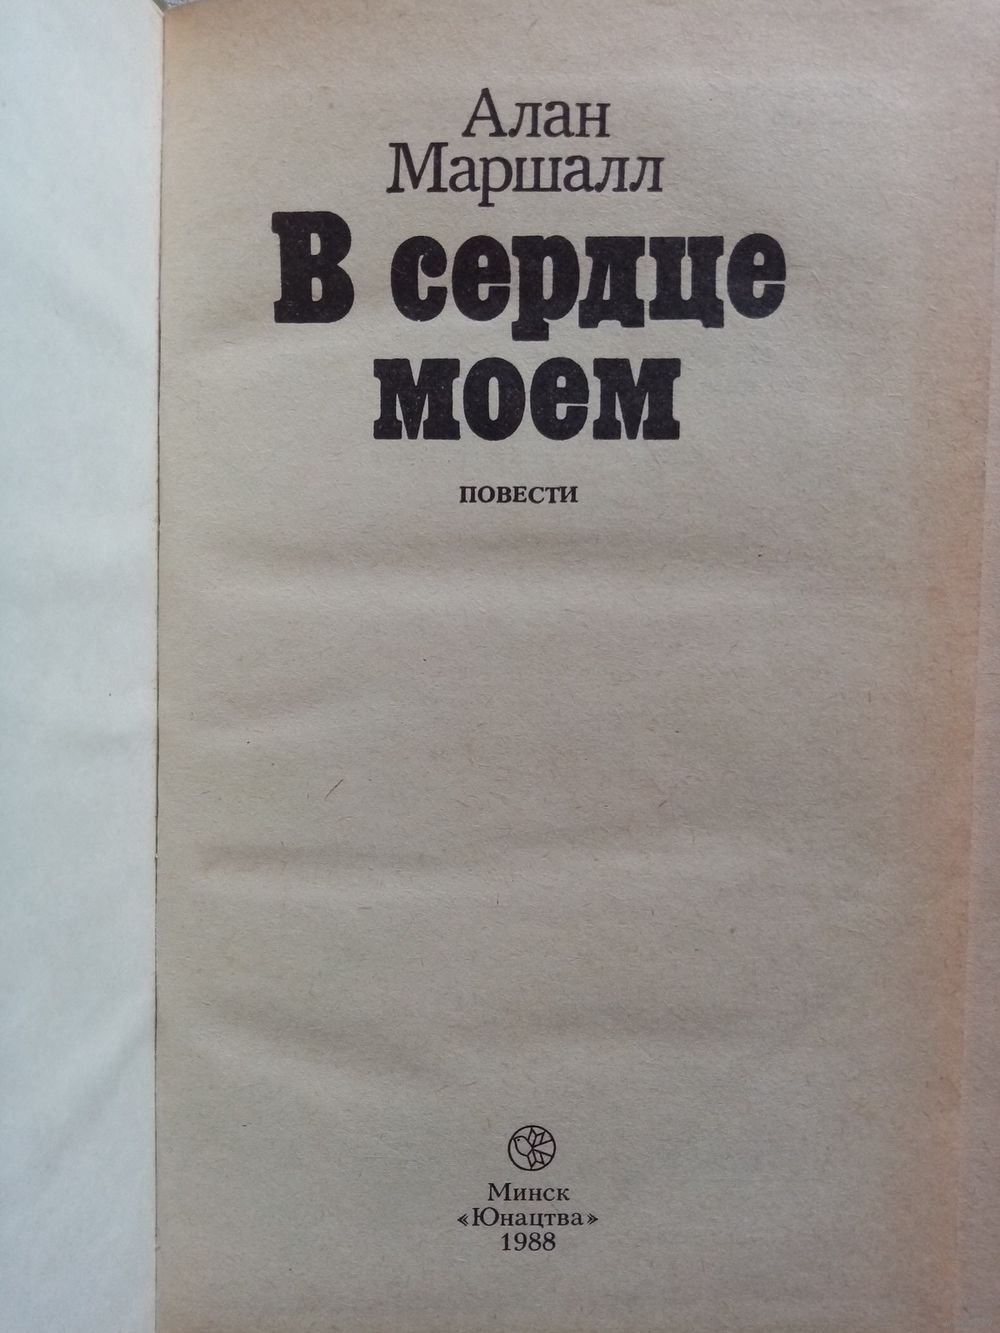 Алан
Маршалл
В сердце
моем
ПОВЕСТИ
Минск
«Юнацтва»
1988